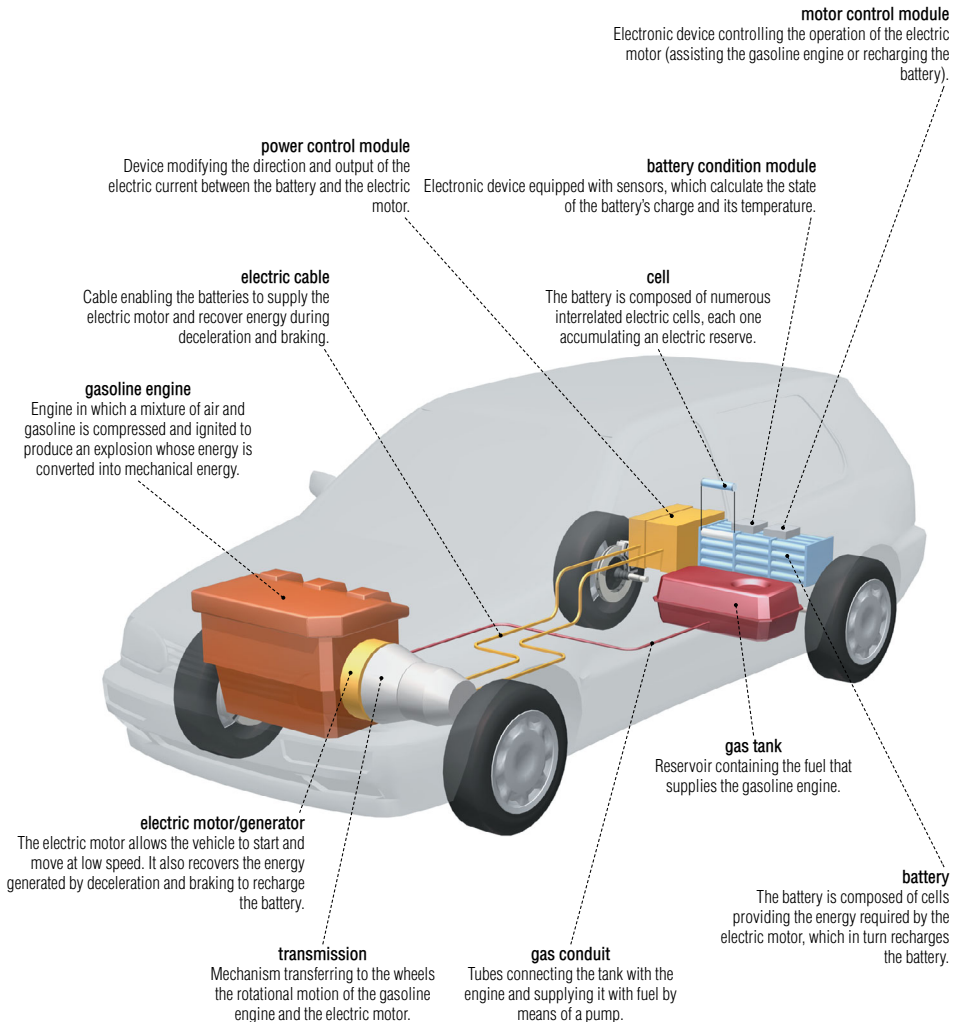 motor control module
Electronic device controlling the operation of the electric
motor (assisting the gasoline engine or recharging the
battery).
power control module
Device modifying the direction and output of the
electric current between the battery and the electric
motor.
battery condition module
Electronic device equipped with sensors, which calculate the state
of the battery's charge and its temperature.
electric cable
Cable enabling the batteries to supply the
electric motor and recover energy during
deceleration and braking.
cell
The battery is composed of numerous
interrelated electric cells, each one
accumulating an electric reserve.
gasoline engine
Engine in which a mixture of air and
gasoline is compressed and ignited to
produce an explosion whose energy is
converted into mechanical energy.
gas tank
Reservoir containing the fuel that
supplies the gasoline engine.
electric motor/generator
The electric motor allows the vehicle to start and
move at low speed. It also recovers the energy
generated by deceleration and braking to recharge
the battery.
battery
The battery is composed of cells
providing the energy required by the
electric motor, which in turn recharges
the battery.
transmission
Mechanism transferring to the wheels
the rotational motion of the gasoline
engine and the electric motor.
gas conduit
Tubes connecting the tank with the
engine and supplying it with fuel by
means of a pump.